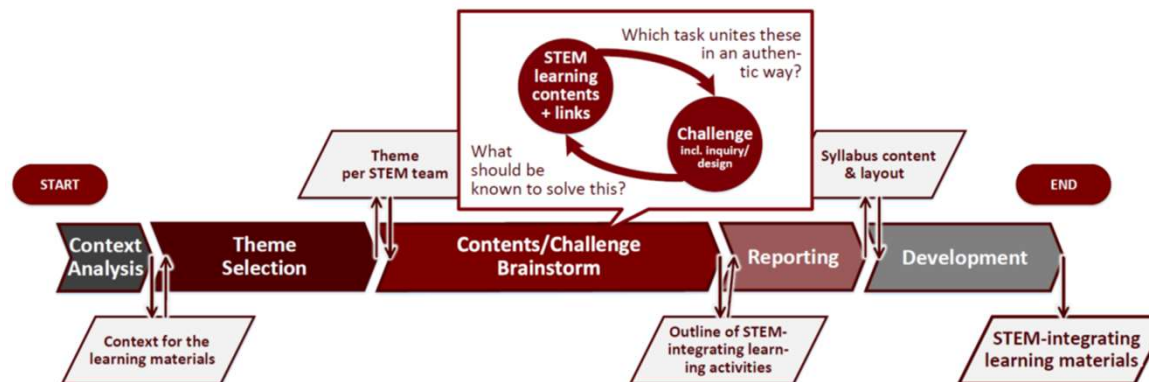 STEM
learning
contents
+ links
Which task unites these
in an authen-
tic way?
Challenge
incl. inquiry/
design
What
should be
known to solve this?
START
Theme
per STEM team
Syllabus content
& layout
END
Context
Analysis
Theme
Selection
Contents/Challenge
Brainstorm
Reporting
Development
Context for the
learning materials
Outline of STEM-
integrating learn-
ing activities
STEM-integrating
learning materials